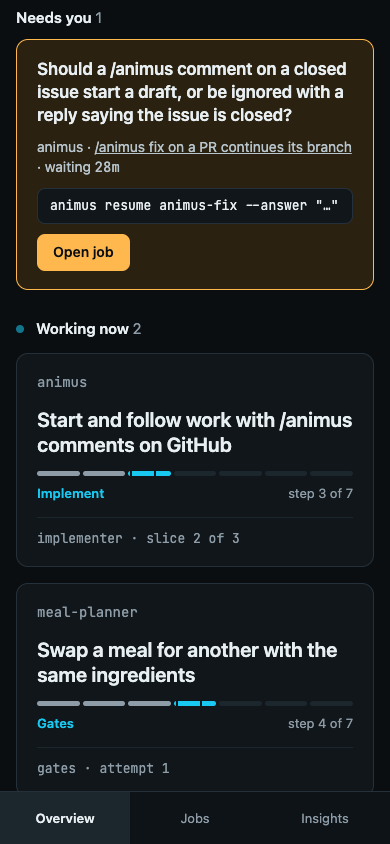 Needs you 1
Should a /animus comment on a closed
issue start a draft, or be ignored with a
reply saying the issue is closed?
animus · /animus fix on a PR continues its branch
· waiting 28m
animus resume animus-fix --answer "…"
Open job
Working now 2
animus
Start and follow work with /animus
comments on GitHub
Implement step 3 of 7
implementer · slice 2 of 3
meal-planner
Swap a meal for another with the
same ingredients
Gates step 4 of 7
gates · attempt 1
Overview Jobs Insights